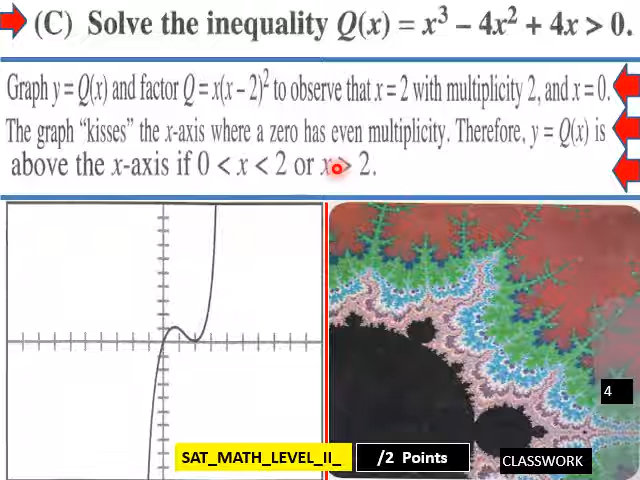 (C) Solve the inequality Q(x) = x³ − 4x² + 4x > 0.
Graph y = Q(x) and factor Q = x(x − 2)² to observe that x = 2 with multiplicity 2, and x = 0.
The graph “kisses” the x-axis where a zero has even multiplicity. Therefore, y = Q(x) is
above the x-axis if 0 < x < 2 or x > 2.
4
SAT_MATH_LEVEL_II_
/2 Points
CLASSWORK